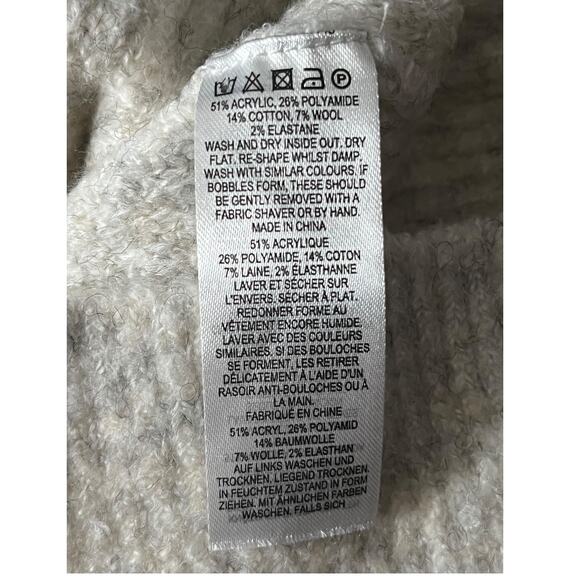 P
51% ACRYLIC, 26% POLYAMIDE
14% COTTON, 7% WOOL
2% ELASTANE
WASH AND DRY INSIDE OUT. DRY
FLAT. RE-SHAPE WHILST DAMP.
WASH WITH SIMILAR COLOURS. IF
BOBBLES FORM, THESE SHOULD
BE GENTLY REMOVED WITH A
FABRIC SHAVER OR BY HAND.
MADE IN CHINA
51% ACRYLIQUE
26% POLYAMIDE, 14% COTON
7% LAINE, 2% ÉLASTHANNE
LAVER ET SÉCHER SUR
L'ENVERS. SÉCHER À PLAT.
REDONNER FORME AU
VÊTEMENT ENCORE HUMIDE.
LAVER AVEC DES COULEURS
SIMILAIRES. SI DES BOULOCHES
SE FORMENT, LES RETIRER
DÉLICATEMENT À L'AIDE D'UN
RASOIR ANTI-BOULOCHES OU À
LA MAIN.
FABRIQUÉ EN CHINE
51% ACRYL, 26% POLYAMID
14% BAUMWOLLE
7% WOLLE, 2% ELASTHAN
AUF LINKS WASCHEN UND
TROCKNEN. LIEGEND TROCKNEN.
IN FEUCHTEM ZUSTAND IN FORM
ZIEHEN. MIT ÄHNLICHEN FARBEN
WASCHEN. FALLS SICH